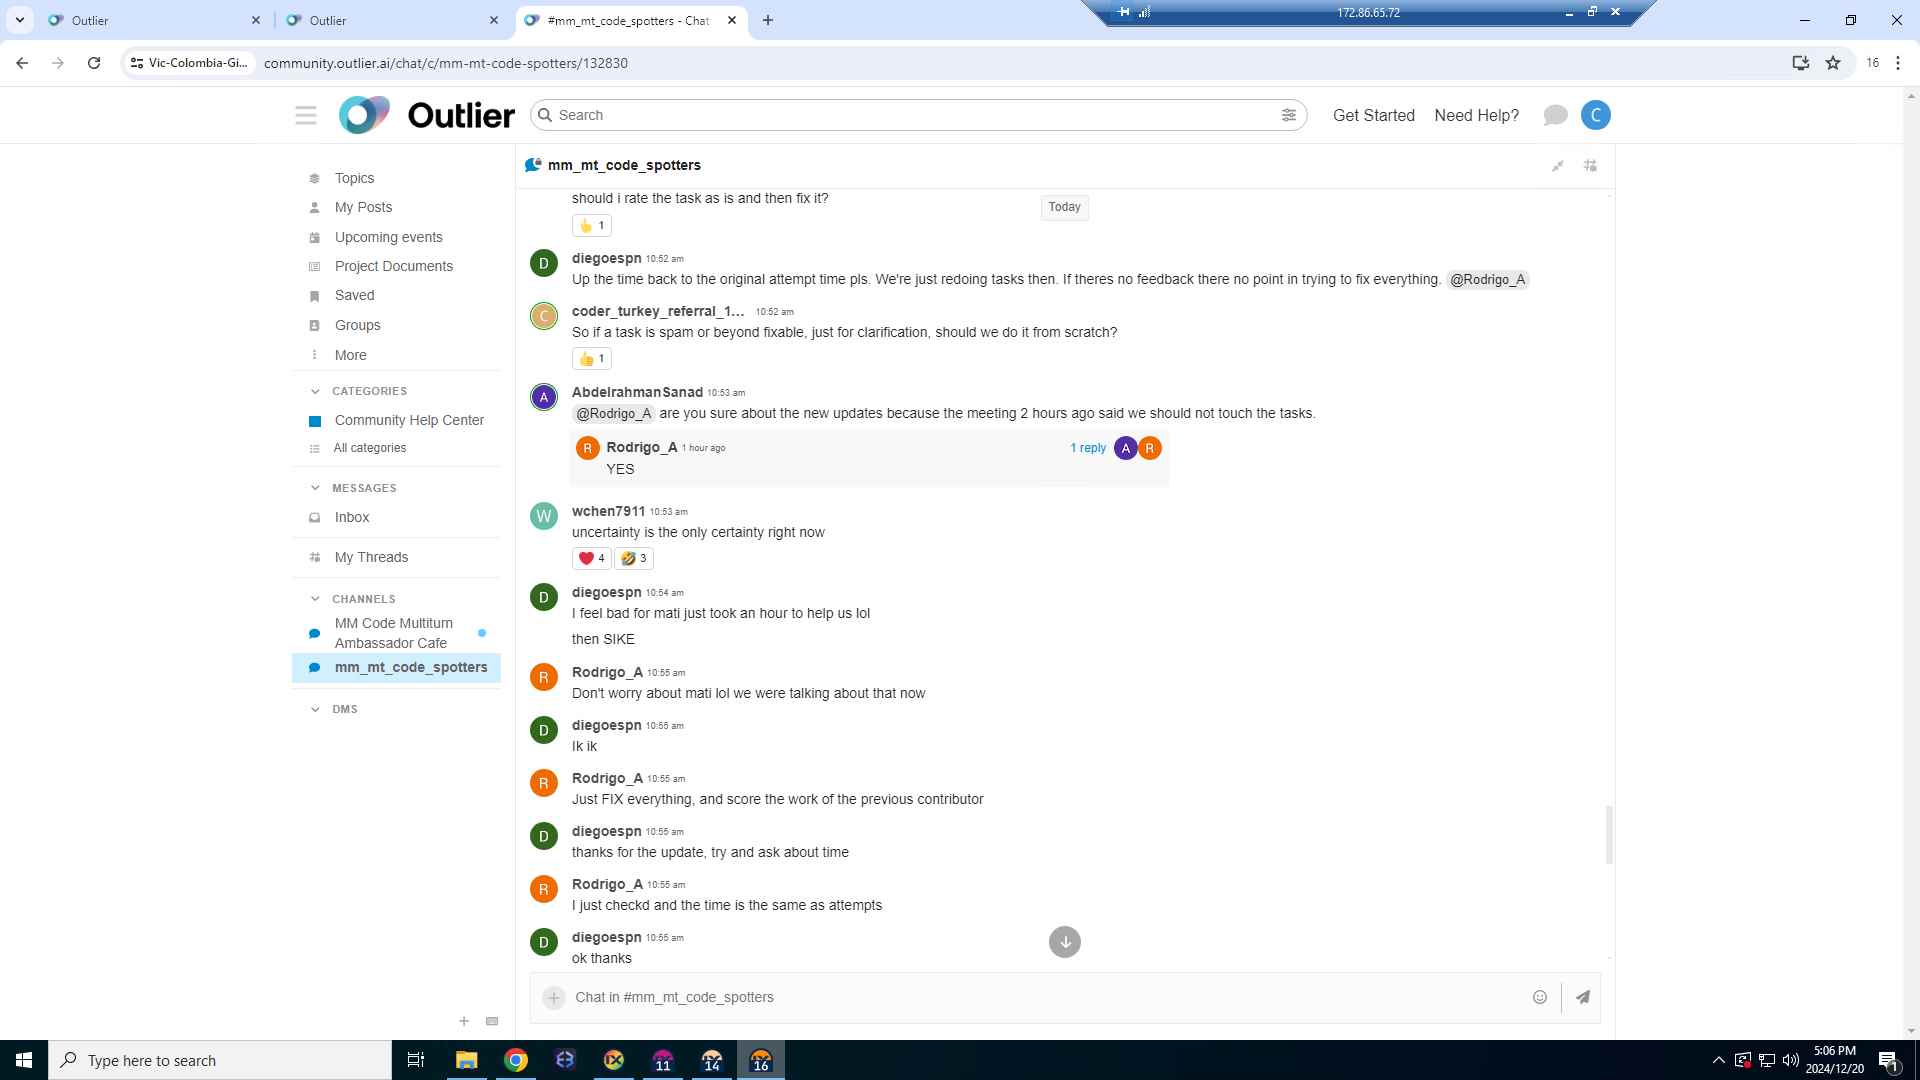 Outlier
Outlier
#mm_mt_code_spotters - Chat
172.86.65.72
Vic-Colombia-Gi...
community.outlier.ai/chat/c/mm-mt-code-spotters/132830
16
Outlier
Search
Get Started
Need Help?
C
Topics
My Posts
Upcoming events
Project Documents
Saved
Groups
More
CATEGORIES
Community Help Center
All categories
MESSAGES
Inbox
My Threads
CHANNELS
MM Code Multiturn
Ambassador Cafe
mm_mt_code_spotters
DMS
mm_mt_code_spotters
should i rate the task as is and then fix it?
Today
1
D
diegoespn 10:52 am
Up the time back to the original attempt time pls. We're just redoing tasks then. If theres no feedback there no point in trying to fix everything. @Rodrigo_A
C
coder_turkey_referral_1... 10:52 am
So if a task is spam or beyond fixable, just for clarification, should we do it from scratch?
1
A
AbdelrahmanSanad 10:53 am
@Rodrigo_A are you sure about the new updates because the meeting 2 hours ago said we should not touch the tasks.
R Rodrigo_A 1 hour ago 1 reply A R
YES
W
wchen7911 10:53 am
uncertainty is the only certainty right now
4 3
D
diegoespn 10:54 am
I feel bad for mati just took an hour to help us lol
then SIKE
R
Rodrigo_A 10:55 am
Don't worry about mati lol we were talking about that now
D
diegoespn 10:55 am
Ik ik
R
Rodrigo_A 10:55 am
Just FIX everything, and score the work of the previous contributor
D
diegoespn 10:55 am
thanks for the update, try and ask about time
R
Rodrigo_A 10:55 am
I just checkd and the time is the same as attempts
D
diegoespn 10:55 am
ok thanks
Chat in #mm_mt_code_spotters
Type here to search
11
14
16
5:06 PM
2024/12/20
1